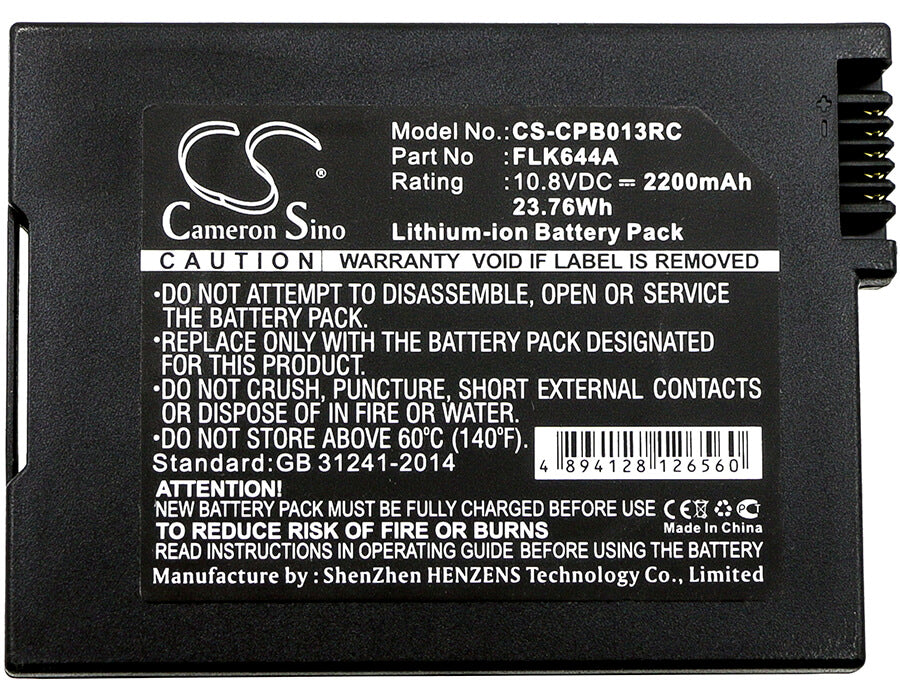 CS®
Cameron Sino
Model No.: CS-CPB013RC
Part No : FLK644A
Rating : 10.8VDC ⎓ 2200mAh
23.76Wh
Lithium-ion Battery Pack
+
−
CAUTION WARRANTY VOID IF LABEL IS REMOVED
•DO NOT ATTEMPT TO DISASSEMBLE, OPEN OR SERVICE
THE BATTERY PACK.
•REPLACE ONLY WITH THE BATTERY PACK DESIGNATED
FOR THIS PRODUCT.
•DO NOT CRUSH, PUNCTURE, SHORT EXTERNAL CONTACTS
OR DISPOSE OF IN FIRE OR WATER.
•DO NOT STORE ABOVE 60°C (140°F).
Standard:GB 31241-2014
4 894128 126560
ATTENTION!
NEW BATTERY PACK MUST BE FULLY CHARGED BEFORE USE CE
Made In China
TO REDUCE RISK OF FIRE OR BURNS
READ INSTRUCTIONS IN OPERATING GUIDE BEFORE USING THE BATTERY
Manufacture by : ShenZhen HENZENS Technology Co., Limited